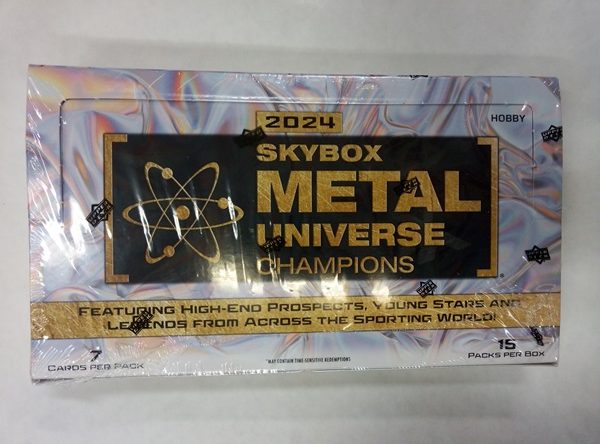 2024
HOBBY
SKYBOX
METAL
UNIVERSE
CHAMPIONS
FEATURING HIGH-END PROSPECTS, YOUNG STARS AND
LEGENDS FROM ACROSS THE SPORTING WORLD!
7
CARDS PER PACK
*MAY CONTAIN TIME-SENSITIVE REDEMPTIONS
15
PACKS PER BOX